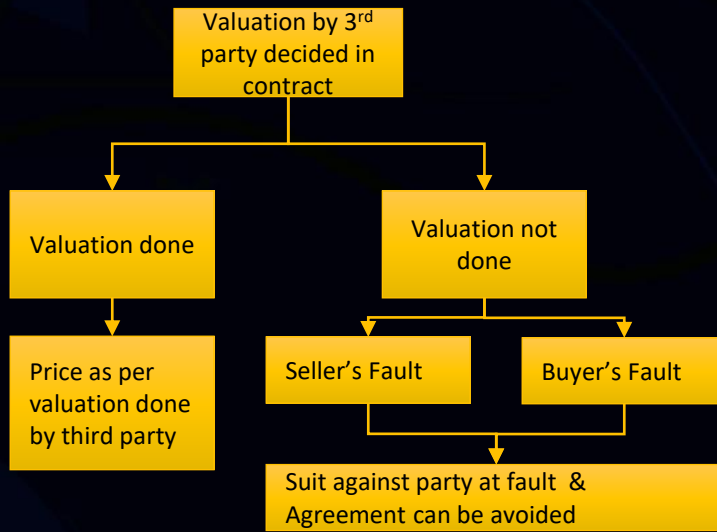 Valuation by 3rd
party decided in
contract
Valuation done
Valuation not
done
Price as per
valuation done
by third party
Seller’s Fault
Buyer’s Fault
Suit against party at fault &
Agreement can be avoided